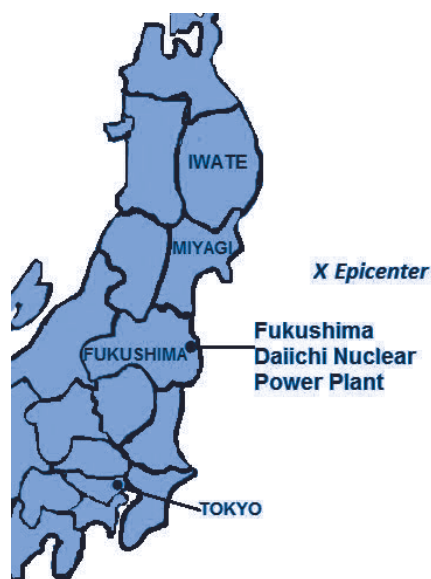 IWATE
MIYAGI
X Epicenter
Fukushima
Daiichi Nuclear
Power Plant
FUKUSHIMA
TOKYO